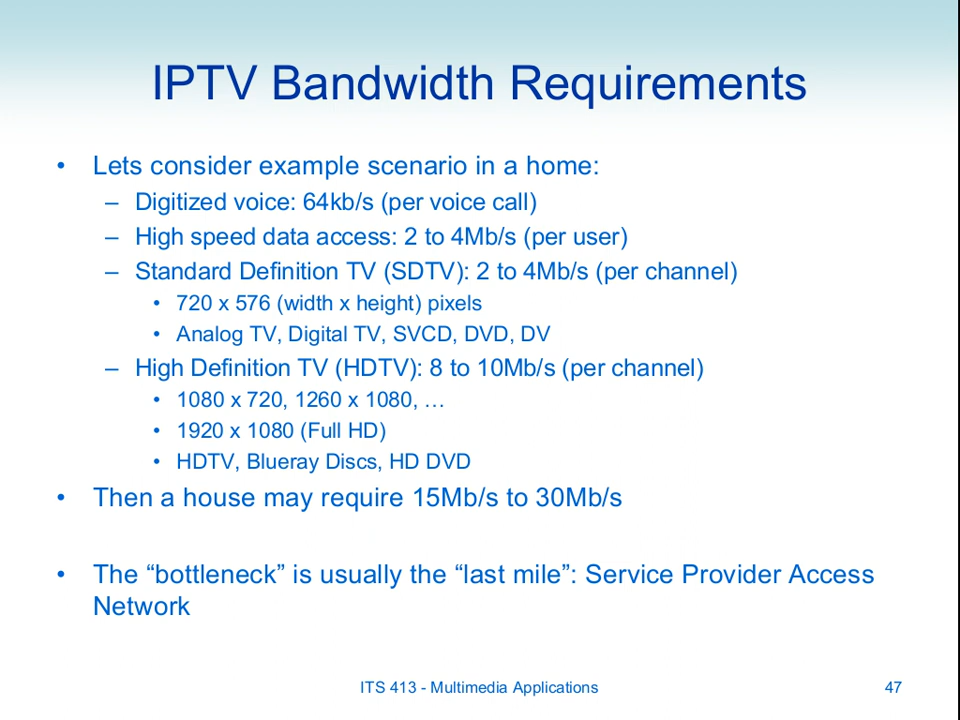 IPTV Bandwidth Requirements
• Lets consider example scenario in a home:
– Digitized voice: 64kb/s (per voice call)
– High speed data access: 2 to 4Mb/s (per user)
– Standard Definition TV (SDTV): 2 to 4Mb/s (per channel)
• 720 x 576 (width x height) pixels
• Analog TV, Digital TV, SVCD, DVD, DV
– High Definition TV (HDTV): 8 to 10Mb/s (per channel)
• 1080 x 720, 1260 x 1080, …
• 1920 x 1080 (Full HD)
• HDTV, Blueray Discs, HD DVD
• Then a house may require 15Mb/s to 30Mb/s
• The “bottleneck” is usually the “last mile”: Service Provider Access
Network
ITS 413 - Multimedia Applications
47